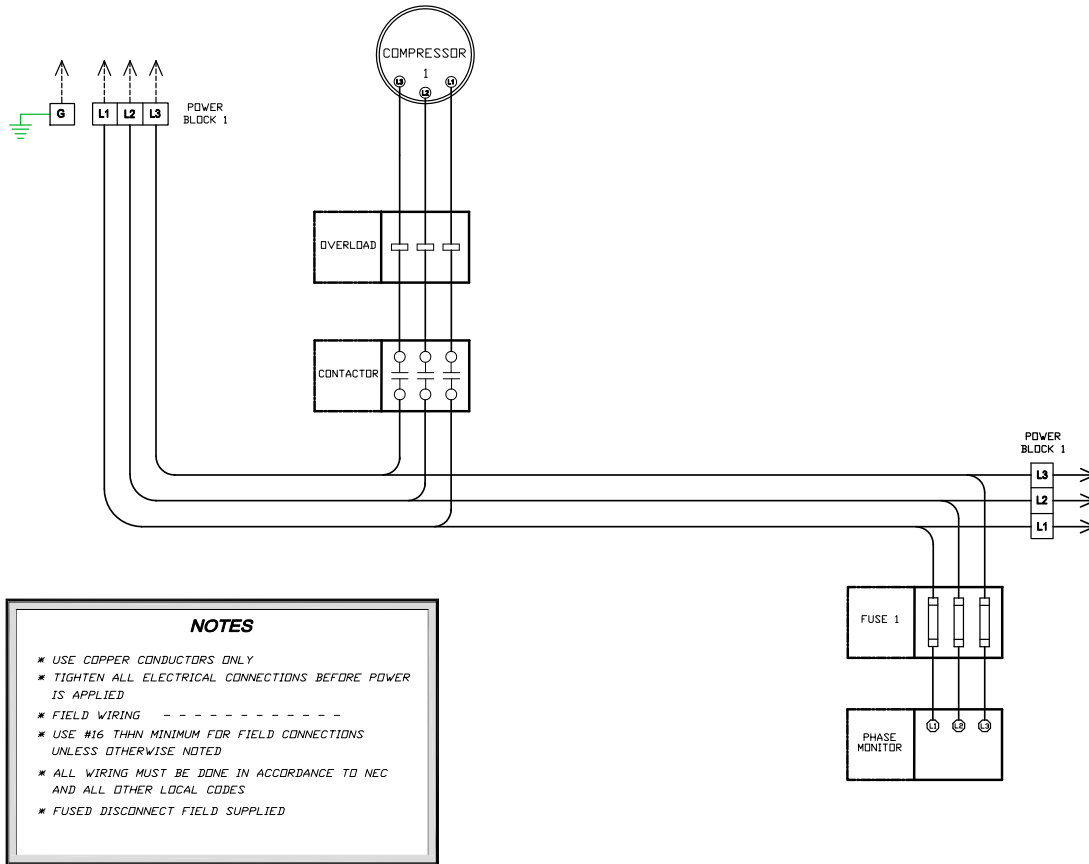 COMPRESSOR
1
L3 L2 L1
G L1 L2 L3
POWER
BLOCK 1
OVERLOAD
CONTACTOR
POWER
BLOCK 1
L3
L2
L1
FUSE 1
PHASE
MONITOR
L1 L2 L3
NOTES
* USE COPPER CONDUCTORS ONLY
* TIGHTEN ALL ELECTRICAL CONNECTIONS BEFORE POWER
IS APPLIED
* FIELD WIRING - - - - - - - - - - - -
* USE #16 THHN MINIMUM FOR FIELD CONNECTIONS
UNLESS OTHERWISE NOTED
* ALL WIRING MUST BE DONE IN ACCORDANCE TO NEC
AND ALL OTHER LOCAL CODES
* FUSED DISCONNECT FIELD SUPPLIED